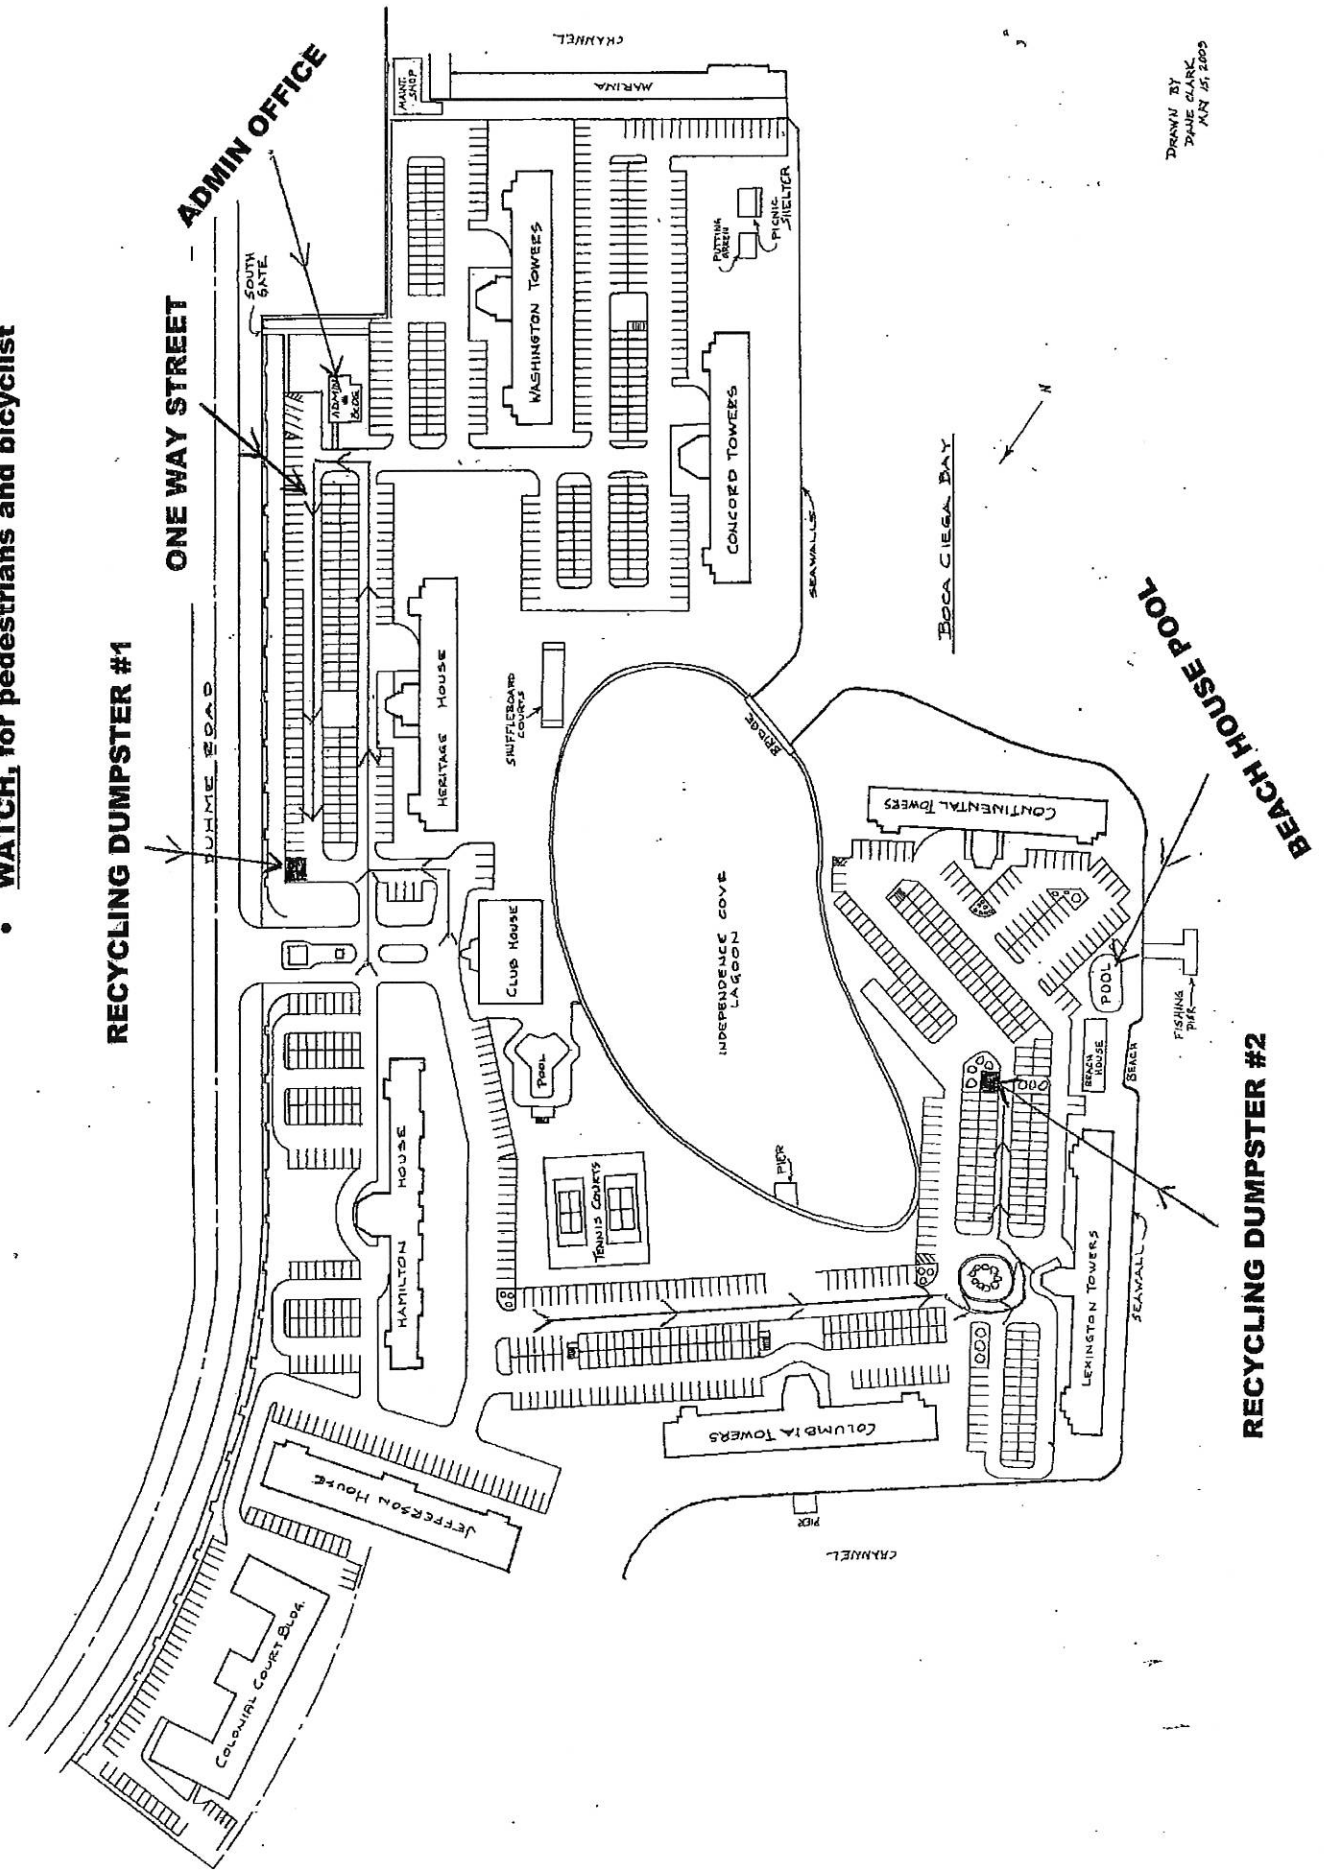 • WATCH, for pedestrians and bicyclist
RECYCLING DUMPSTER #1
ONE WAY STREET
ADMIN OFFICE
DUHME ROAD
SOUTH
GATE
ADMIN
BLDG
MAINT.
SHOP
CHANNEL
MARINA
COLONIAL COURT BLDG.
JEFFERSON HOUSE
HAMILTON HOUSE
HERITAGE HOUSE
WASHINGTON TOWERS
CLUB HOUSE
POOL
SHUFFLEBOARD
COURTS
TENNIS COURTS
CONCORD TOWERS
PUTTING
GREEN
PICNIC
SHELTER
COLUMBIA TOWERS
PIER
INDEPENDENCE COVE
LAGOON
BRIDGE
SEAWALLS
PIER
CHANNEL
CONTINENTAL TOWERS
BOCA CIEGA BAY
N
LEXINGTON TOWERS
BEACH
HOUSE
POOL
BEACH
SEAWALL
FISHING
PIER
BEACH HOUSE POOL
RECYCLING DUMPSTER #2
DRAWN BY
DANE CLARK
MAY 15, 2005